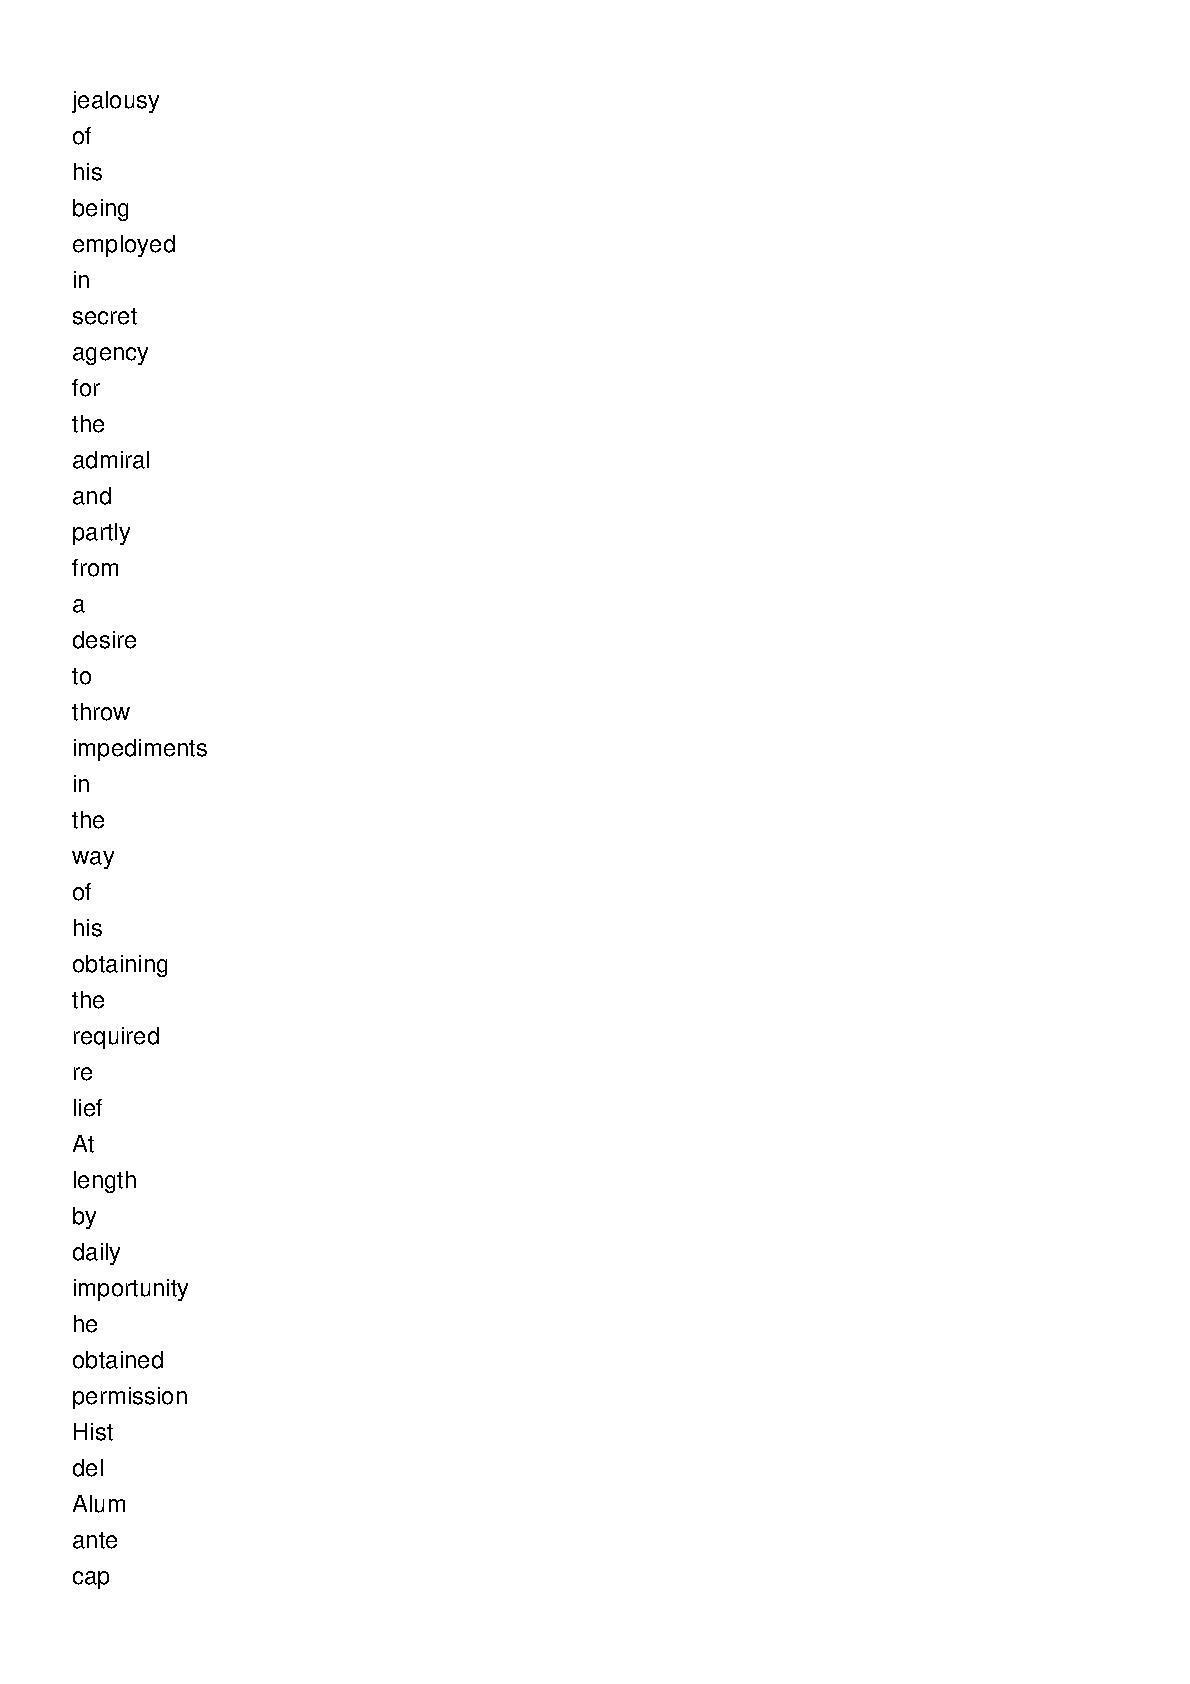 jealousy
of
his
being
employed
in
secret
agency
for
the
admiral
and
partly
from
a
desire
to
throw
impediments
in
the
way
of
his
obtaining
the
required
re
lief
At
length
by
daily
importunity
he
obtained
permission
Hist
del
Alum
ante
cap